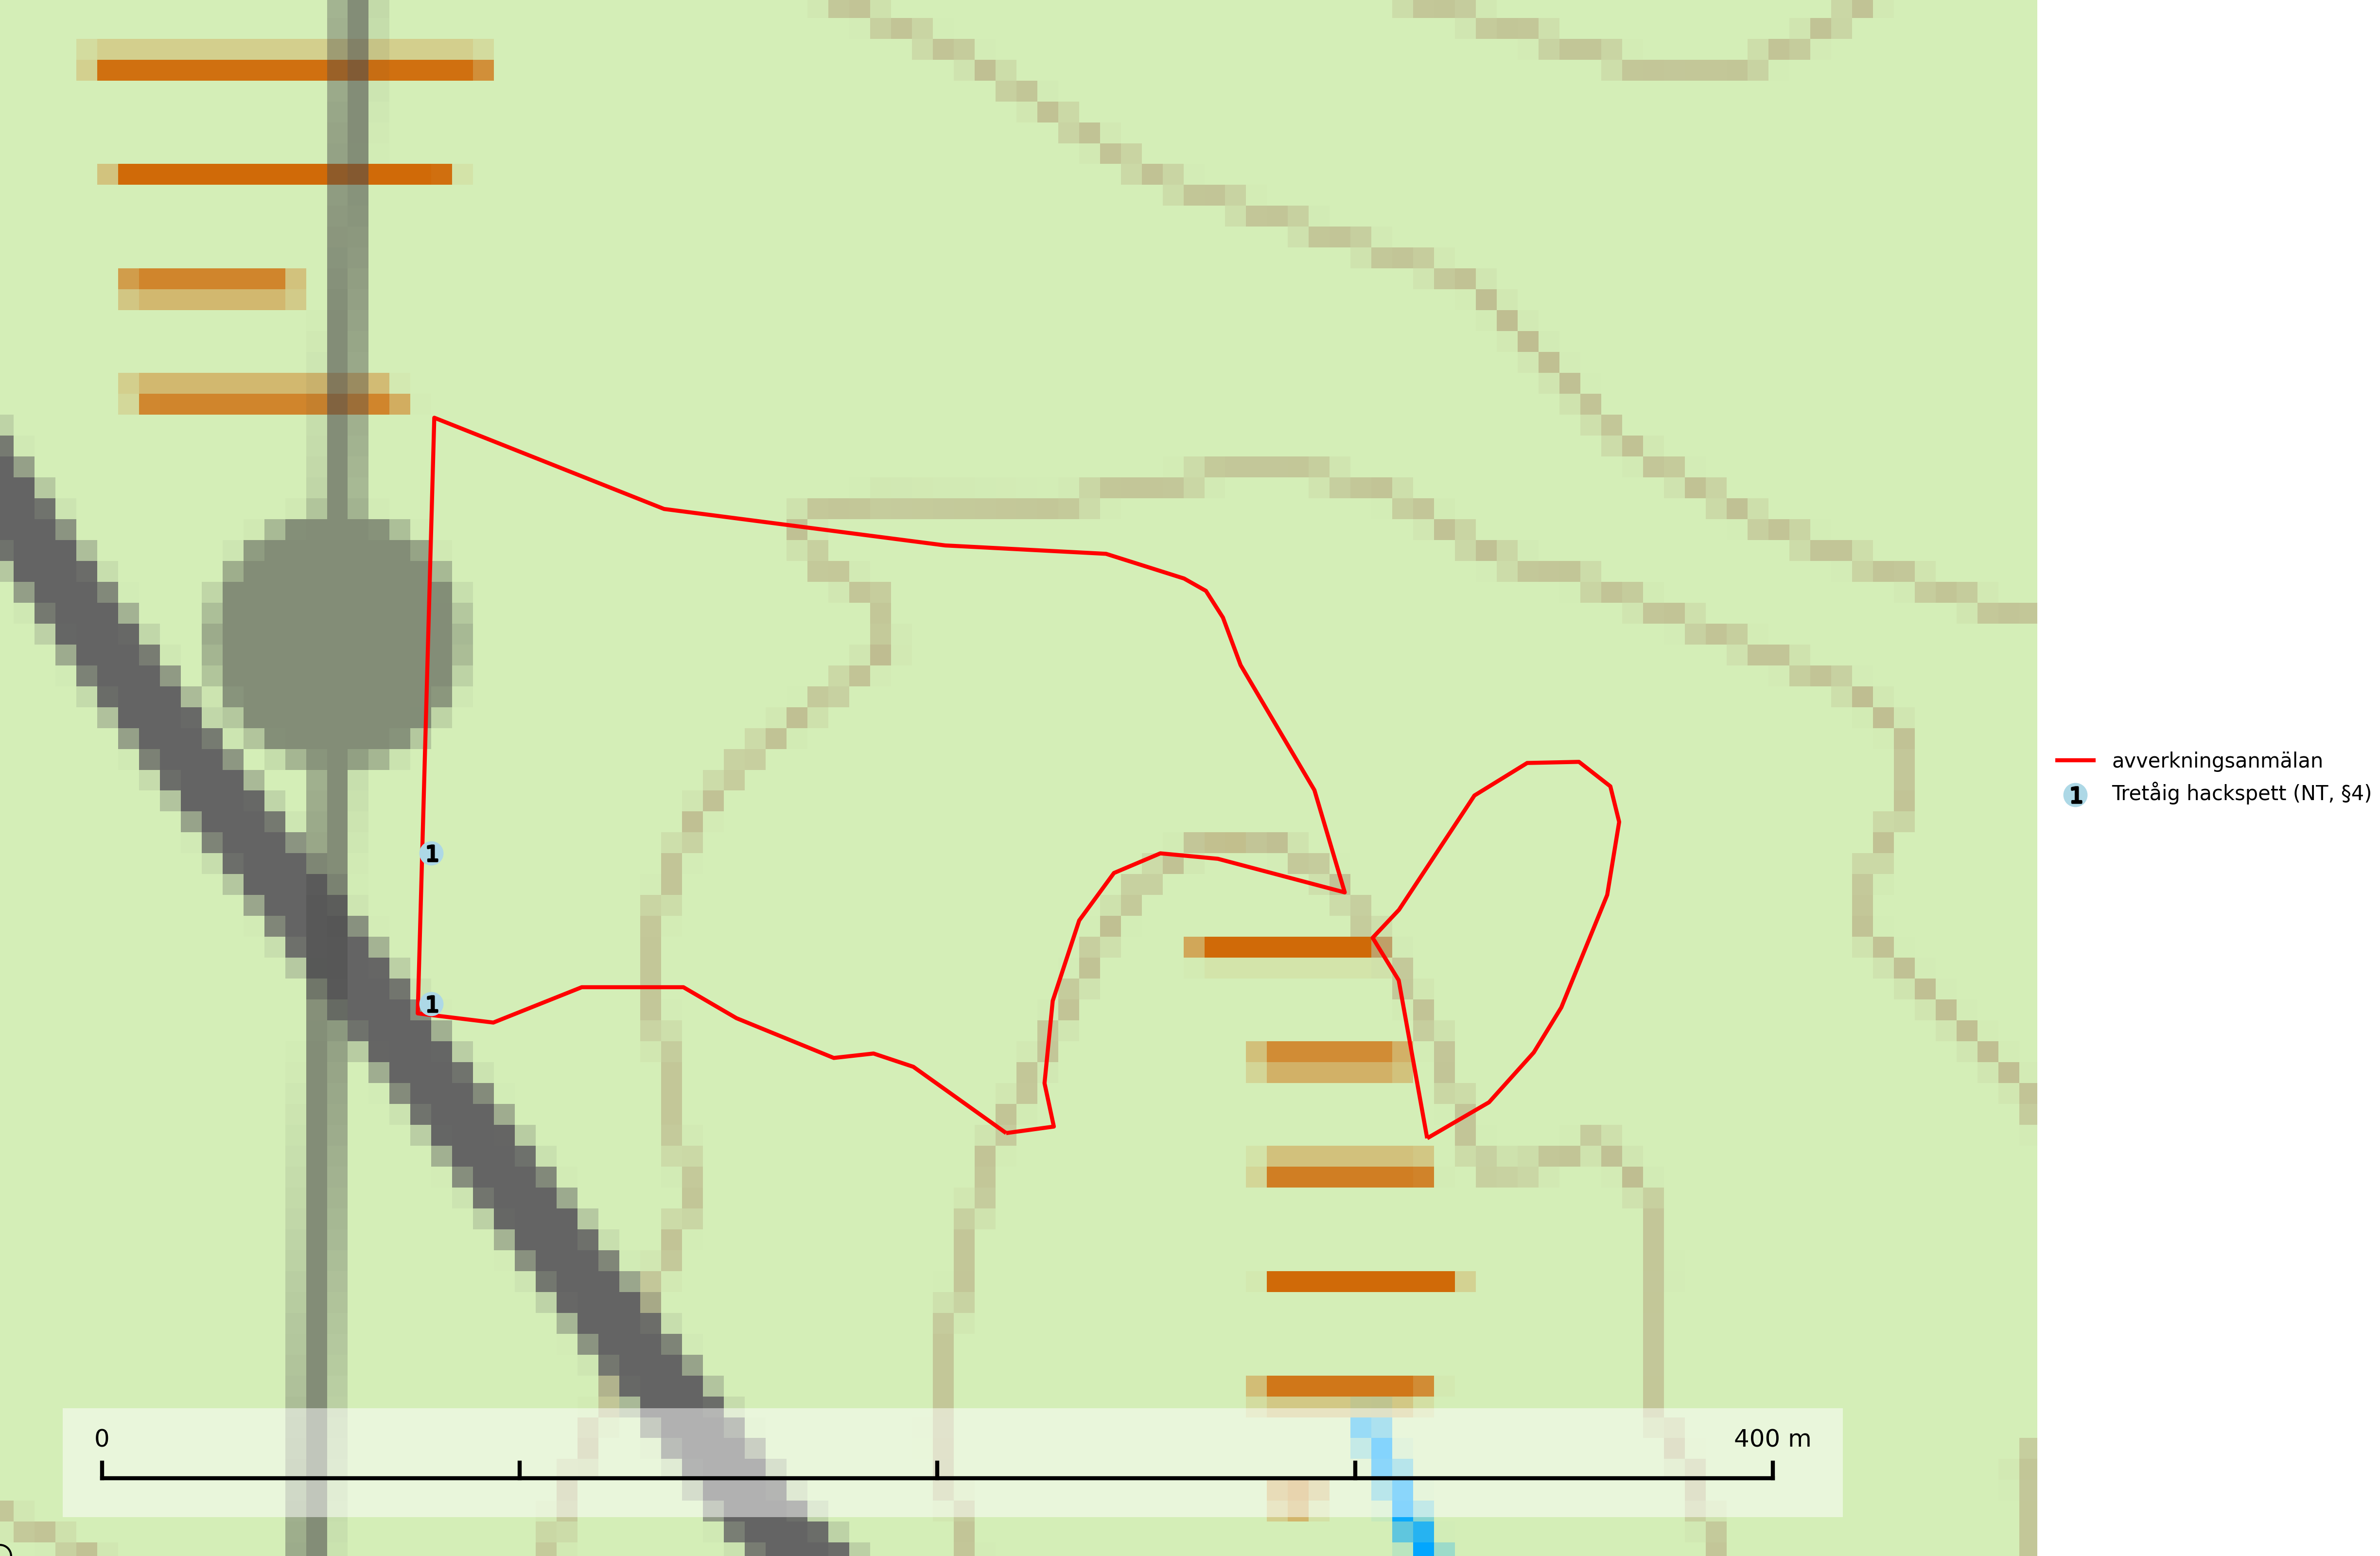 avverkningsanmälan
1 Tretåig hackspett (NT, §4)
1
1
0 400 m